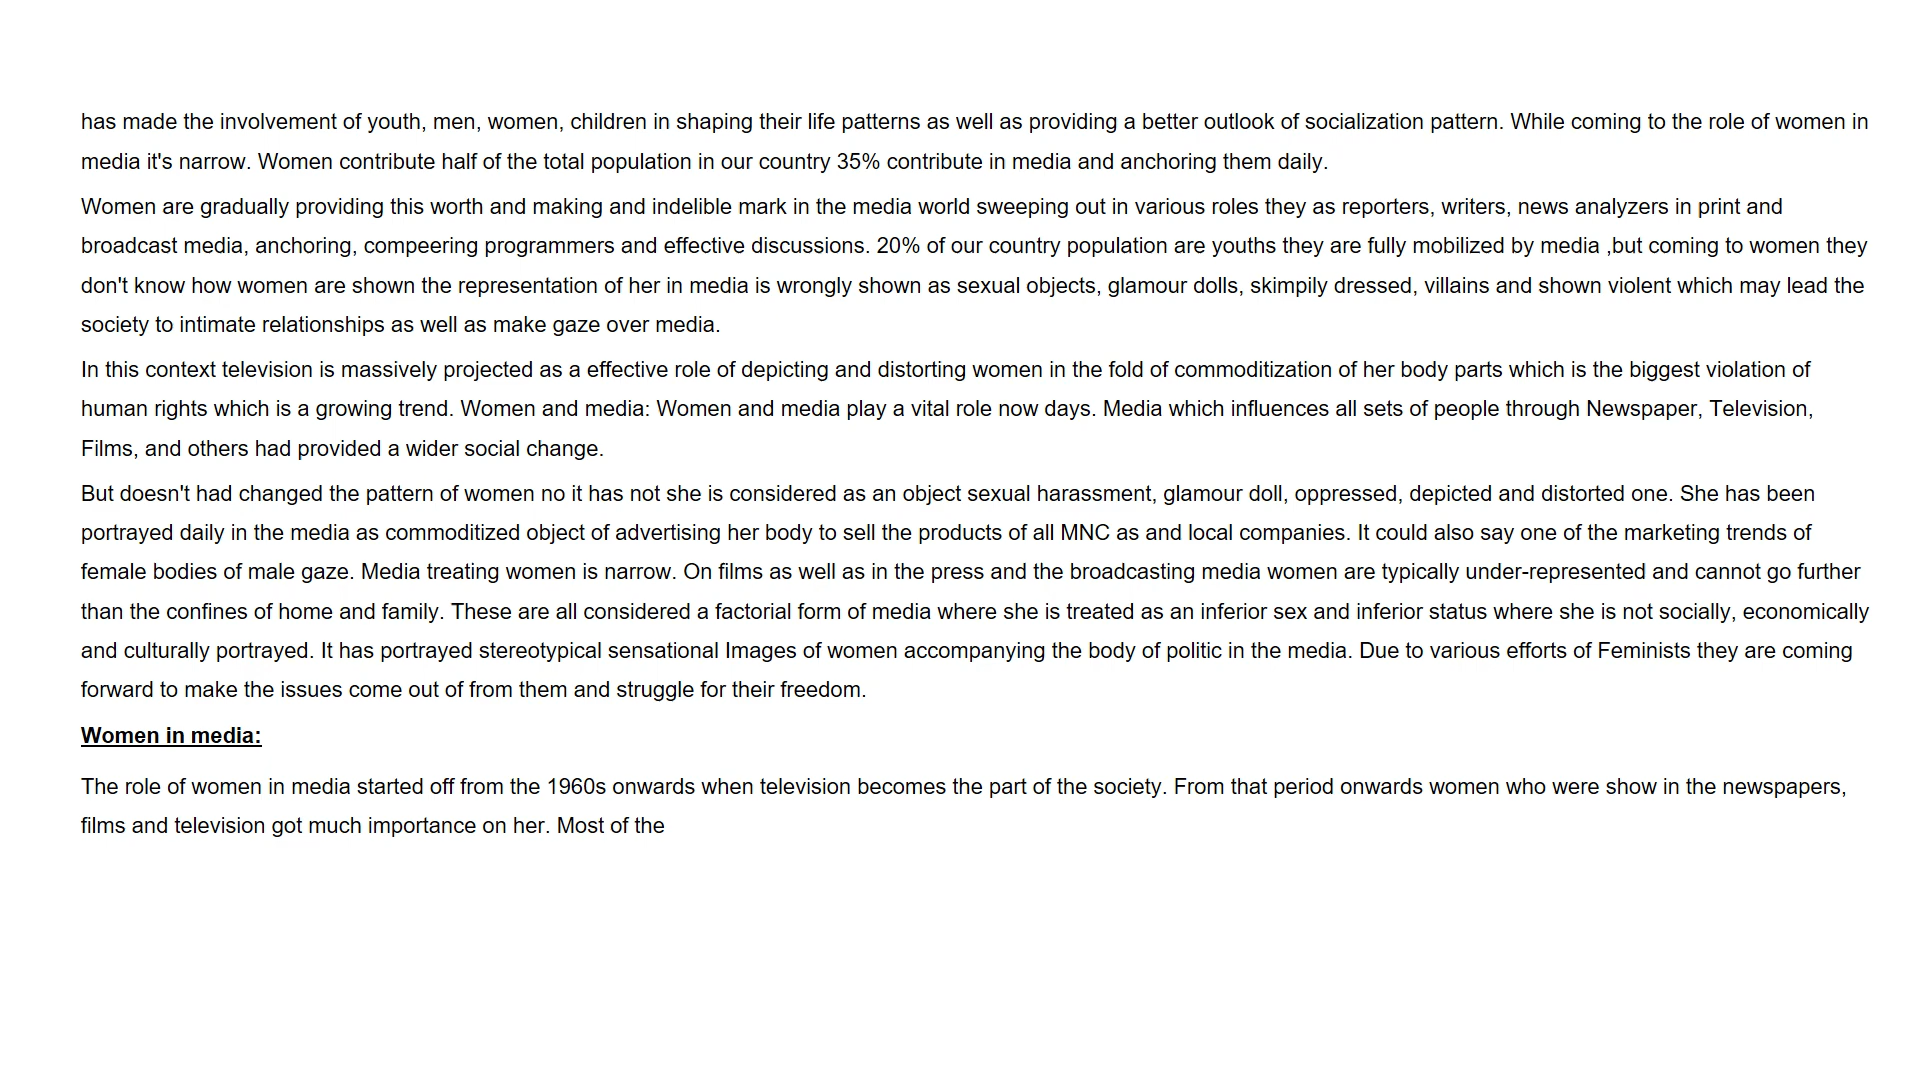 has made the involvement of youth, men, women, children in shaping their life patterns as well as providing a better outlook of socialization pattern. While coming to the role of women in
media it's narrow. Women contribute half of the total population in our country 35% contribute in media and anchoring them daily.
Women are gradually providing this worth and making and indelible mark in the media world sweeping out in various roles they as reporters, writers, news analyzers in print and
broadcast media, anchoring, compeering programmers and effective discussions. 20% of our country population are youths they are fully mobilized by media ,but coming to women they
don't know how women are shown the representation of her in media is wrongly shown as sexual objects, glamour dolls, skimpily dressed, villains and shown violent which may lead the
society to intimate relationships as well as make gaze over media.
In this context television is massively projected as a effective role of depicting and distorting women in the fold of commoditization of her body parts which is the biggest violation of
human rights which is a growing trend. Women and media: Women and media play a vital role now days. Media which influences all sets of people through Newspaper, Television,
Films, and others had provided a wider social change.
But doesn't had changed the pattern of women no it has not she is considered as an object sexual harassment, glamour doll, oppressed, depicted and distorted one. She has been
portrayed daily in the media as commoditized object of advertising her body to sell the products of all MNC as and local companies. It could also say one of the marketing trends of
female bodies of male gaze. Media treating women is narrow. On films as well as in the press and the broadcasting media women are typically under-represented and cannot go further
than the confines of home and family. These are all considered a factorial form of media where she is treated as an inferior sex and inferior status where she is not socially, economically
and culturally portrayed. It has portrayed stereotypical sensational Images of women accompanying the body of politic in the media. Due to various efforts of Feminists they are coming
forward to make the issues come out of from them and struggle for their freedom.
Women in media:
The role of women in media started off from the 1960s onwards when television becomes the part of the society. From that period onwards women who were show in the newspapers,
films and television got much importance on her. Most of the